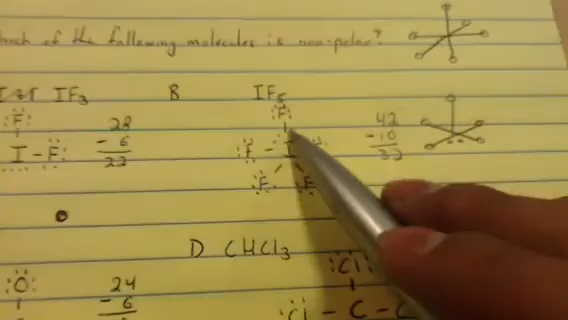 of the following molecules is non-polar?
IF3
B IF5
:F: 28 :F: 42
I - F: - 6 :F - I - 10
22 F F 32
D CHCl3
:O: 24 :Cl:
- 6 :Cl - C - C